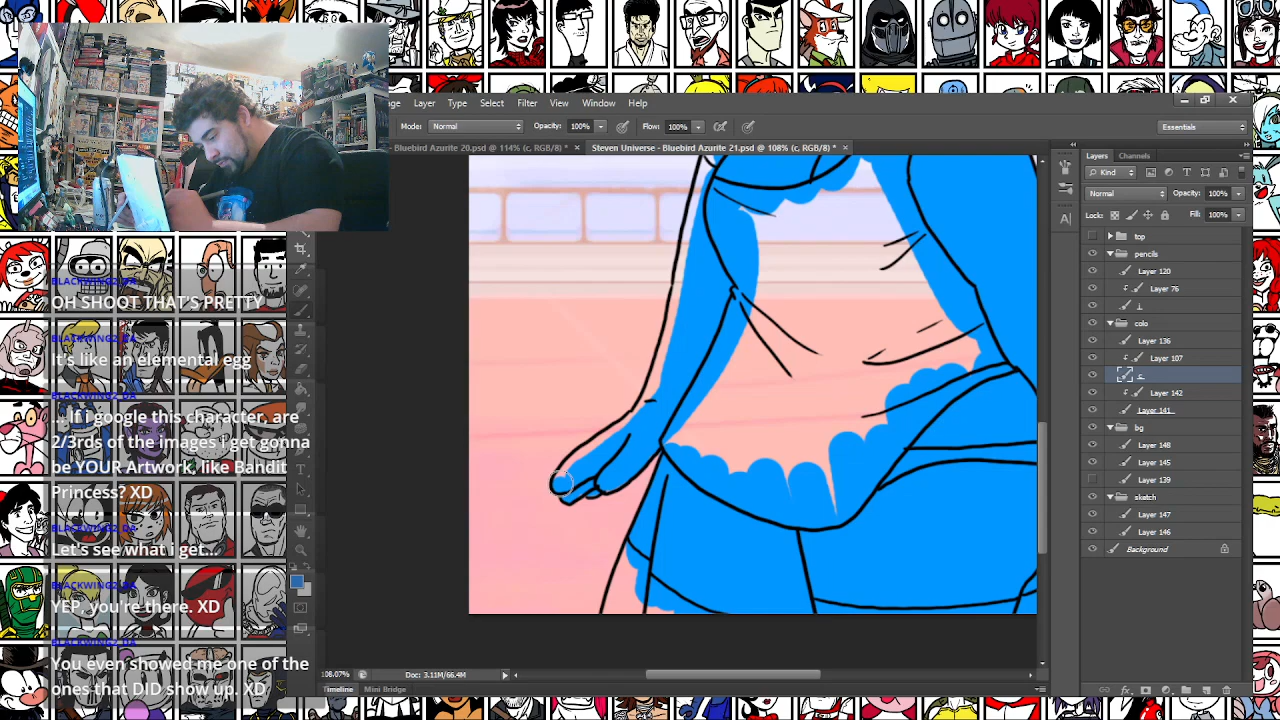 ge Layer Type Select Filter View Window Help
Mode: Normal Opacity: 100% Flow: 100% Essentials
Bluebird Azurite 20.psd @ 114% (c, RGB/8) * × Steven Universe - Bluebird Azurite 21.psd @ 108% (c, RGB/8) * ×
Layers Channels
Kind
Normal Opacity: 100%
Lock: Fill: 100%
top
pencils
Layer 120
Layer 76
colo
Layer 136
Layer 107
c
Layer 142
Layer 141
bg
Layer 148
Layer 145
Layer 139
sketch
Layer 147
Layer 146
Background
OH SHOOT THAT'S PRETTY
It's like an elemental egg
... If i google this character, are
2/3rds of the images I get gonna
be YOUR Artwork, like Bandit
Princess? XD
Let's see what i get...
YEP, you're there. XD
You even showed me one of the
ones that DID show up. XD
108.07% Doc: 3.11M/66.4M
Timeline Mini Bridge